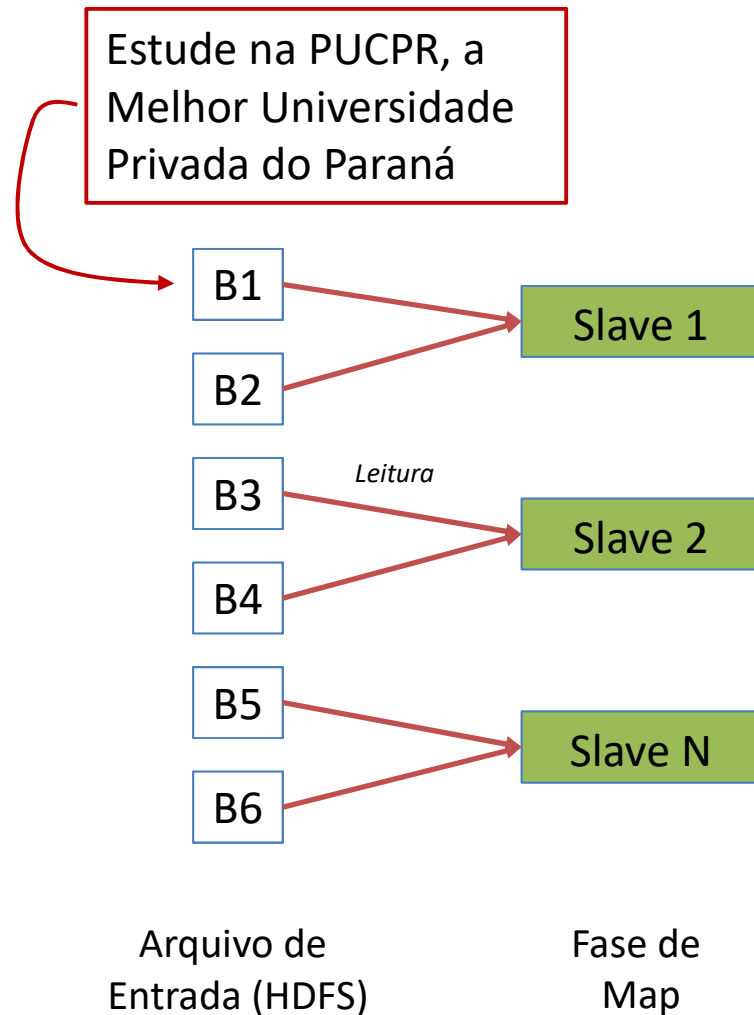 Estude na PUCPR, a
Melhor Universidade
Privada do Paraná
B1
Slave 1
B2
B3
Leitura
Slave 2
B4
B5
Slave N
B6
Arquivo de
Entrada (HDFS)
Fase de
Map